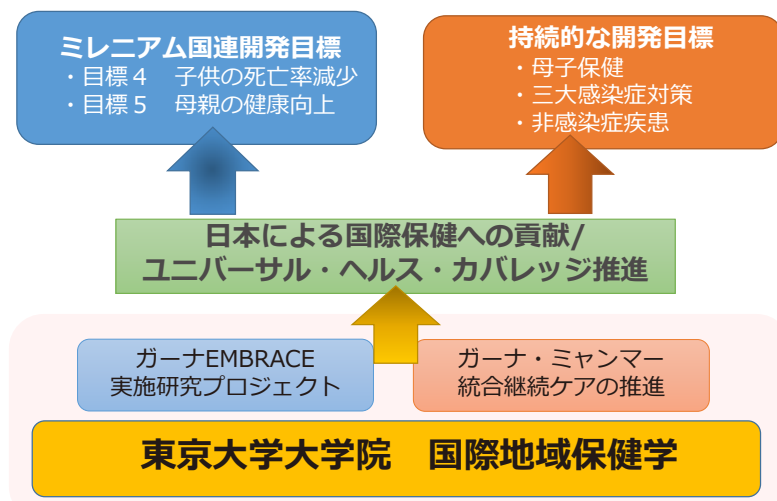 ミレニアム国連開発目標
・目標４　子供の死亡率減少
・目標５　母親の健康向上
持続的な開発目標
・母子保健
・三大感染症対策
・非感染症疾患
日本による国際保健への貢献/
ユニバーサル・ヘルス・カバレッジ推進
ガーナEMBRACE
実施研究プロジェクト
ガーナ・ミャンマー
統合継続ケアの推進
東京大学大学院　国際地域保健学